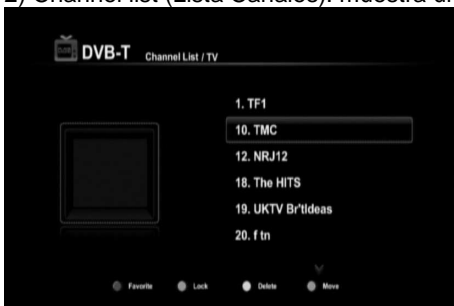 2) Channel list (Lista Canales): muestra un
DVB-T Channel List / TV
1. TF1
10. TMC
12. NRJ12
18. The HITS
19. UKTV Br'tIdeas
20. f tn
Favorite Lock Delete Move